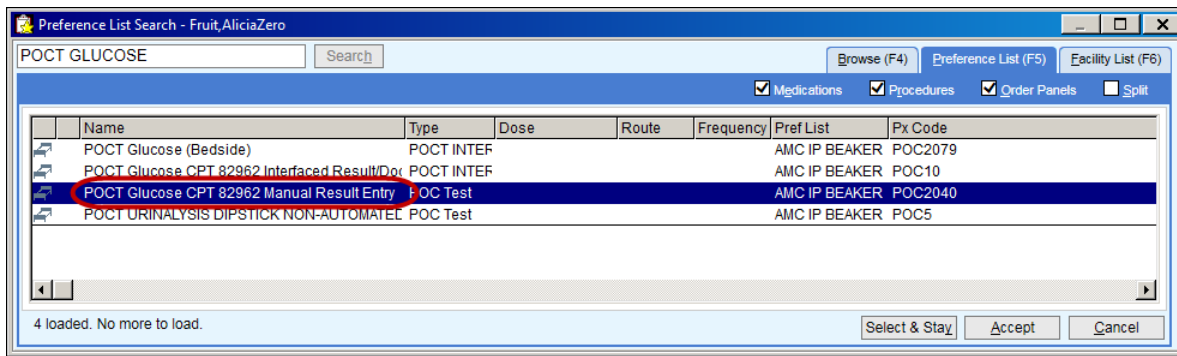 Preference List Search - Fruit,AliciaZero
POCT GLUCOSE Search Browse (F4) Preference List (F5) Facility List (F6)
Medications Procedures Order Panels Split
Name Type Dose Route Frequency Pref List Px Code
POCT Glucose (Bedside) POCT INTER AMC IP BEAKER POC2079
POCT Glucose CPT 82962 Interfaced Result/Doc POCT INTER AMC IP BEAKER POC10
POCT Glucose CPT 82962 Manual Result Entry POC Test AMC IP BEAKER POC2040
POCT URINALYSIS DIPSTICK NON-AUTOMATED POC Test AMC IP BEAKER POC5
4 loaded. No more to load. Select & Stay Accept Cancel